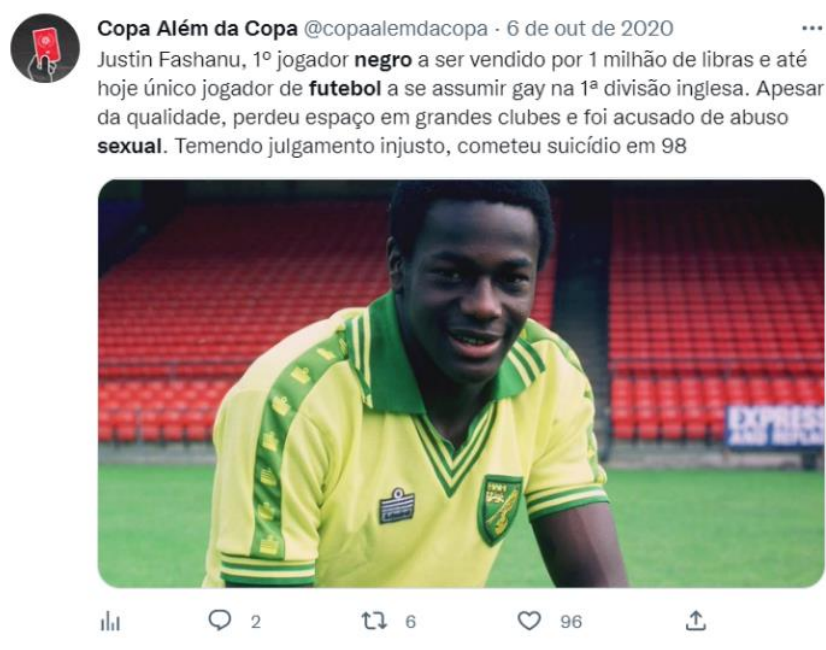 Copa Além da Copa @copaalemdacopa · 6 de out de 2020
Justin Fashanu, 1º jogador negro a ser vendido por 1 milhão de libras e até
hoje único jogador de futebol a se assumir gay na 1ª divisão inglesa. Apesar
da qualidade, perdeu espaço em grandes clubes e foi acusado de abuso
sexual. Temendo julgamento injusto, cometeu suicídio em 98
EXPRESS
2
6
96